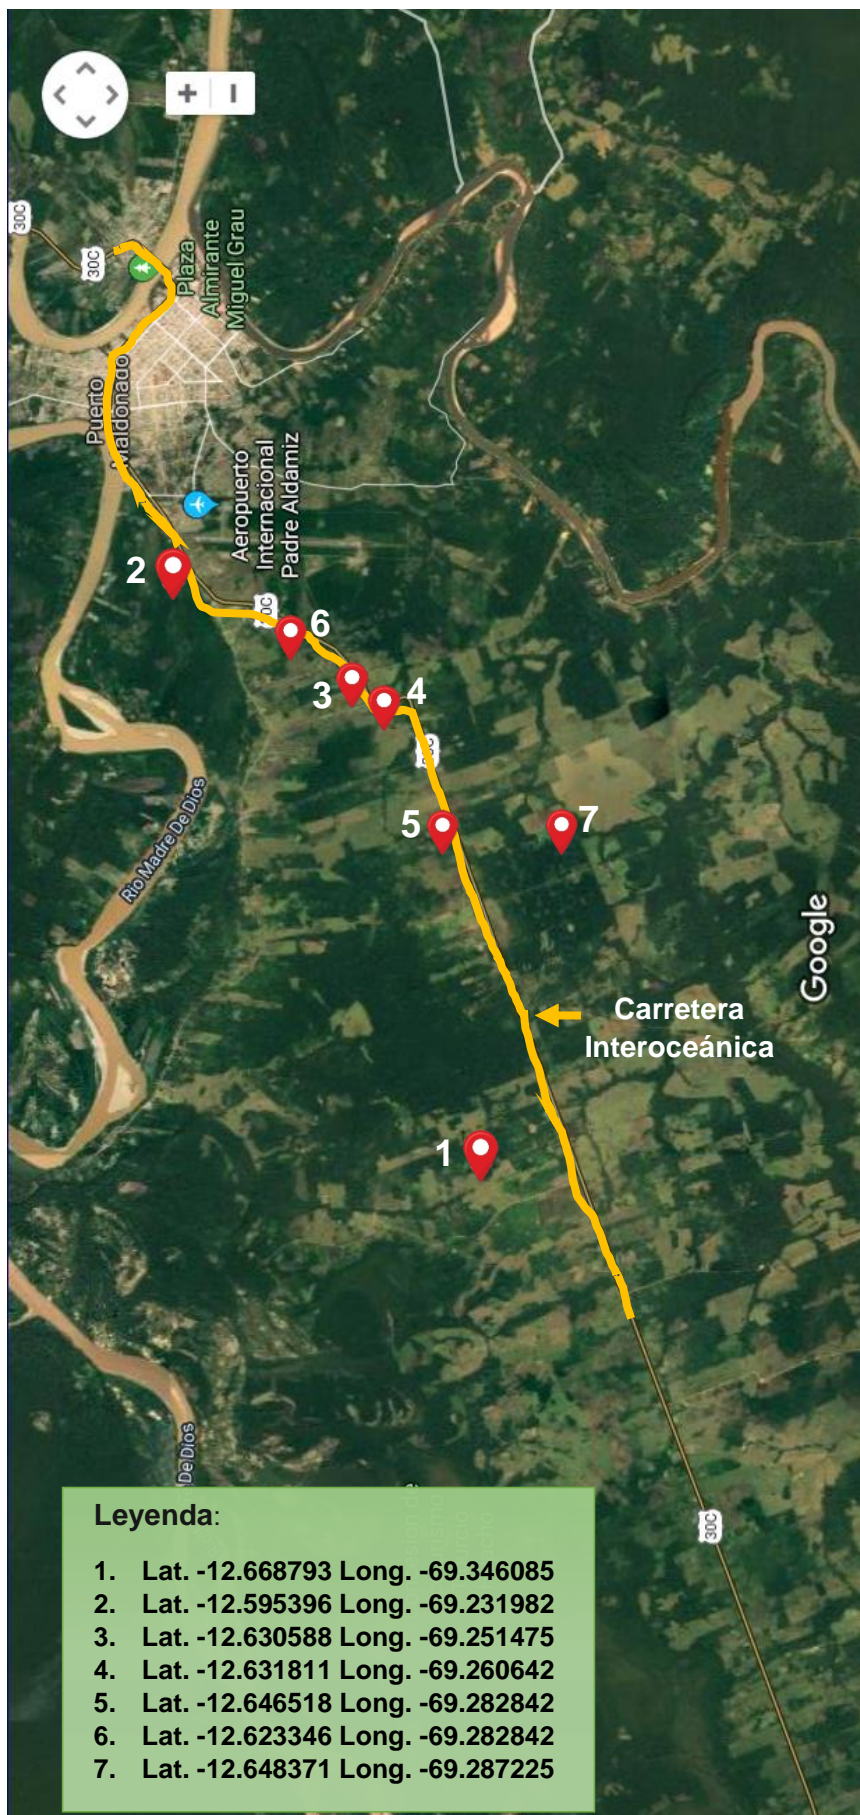 + −
30C
30C
Plaza
Almirante
Miguel Grau
Puerto
Maldonado
Aeropuerto
Internacional
Padre Aldamiz
2
30C
6
3
4
5
7
Rio Madre De Dios
Google
Carretera
Interoceánica
1
De Dios
30C
Leyenda:
1. Lat. -12.668793 Long. -69.346085
2. Lat. -12.595396 Long. -69.231982
3. Lat. -12.630588 Long. -69.251475
4. Lat. -12.631811 Long. -69.260642
5. Lat. -12.646518 Long. -69.282842
6. Lat. -12.623346 Long. -69.282842
7. Lat. -12.648371 Long. -69.287225